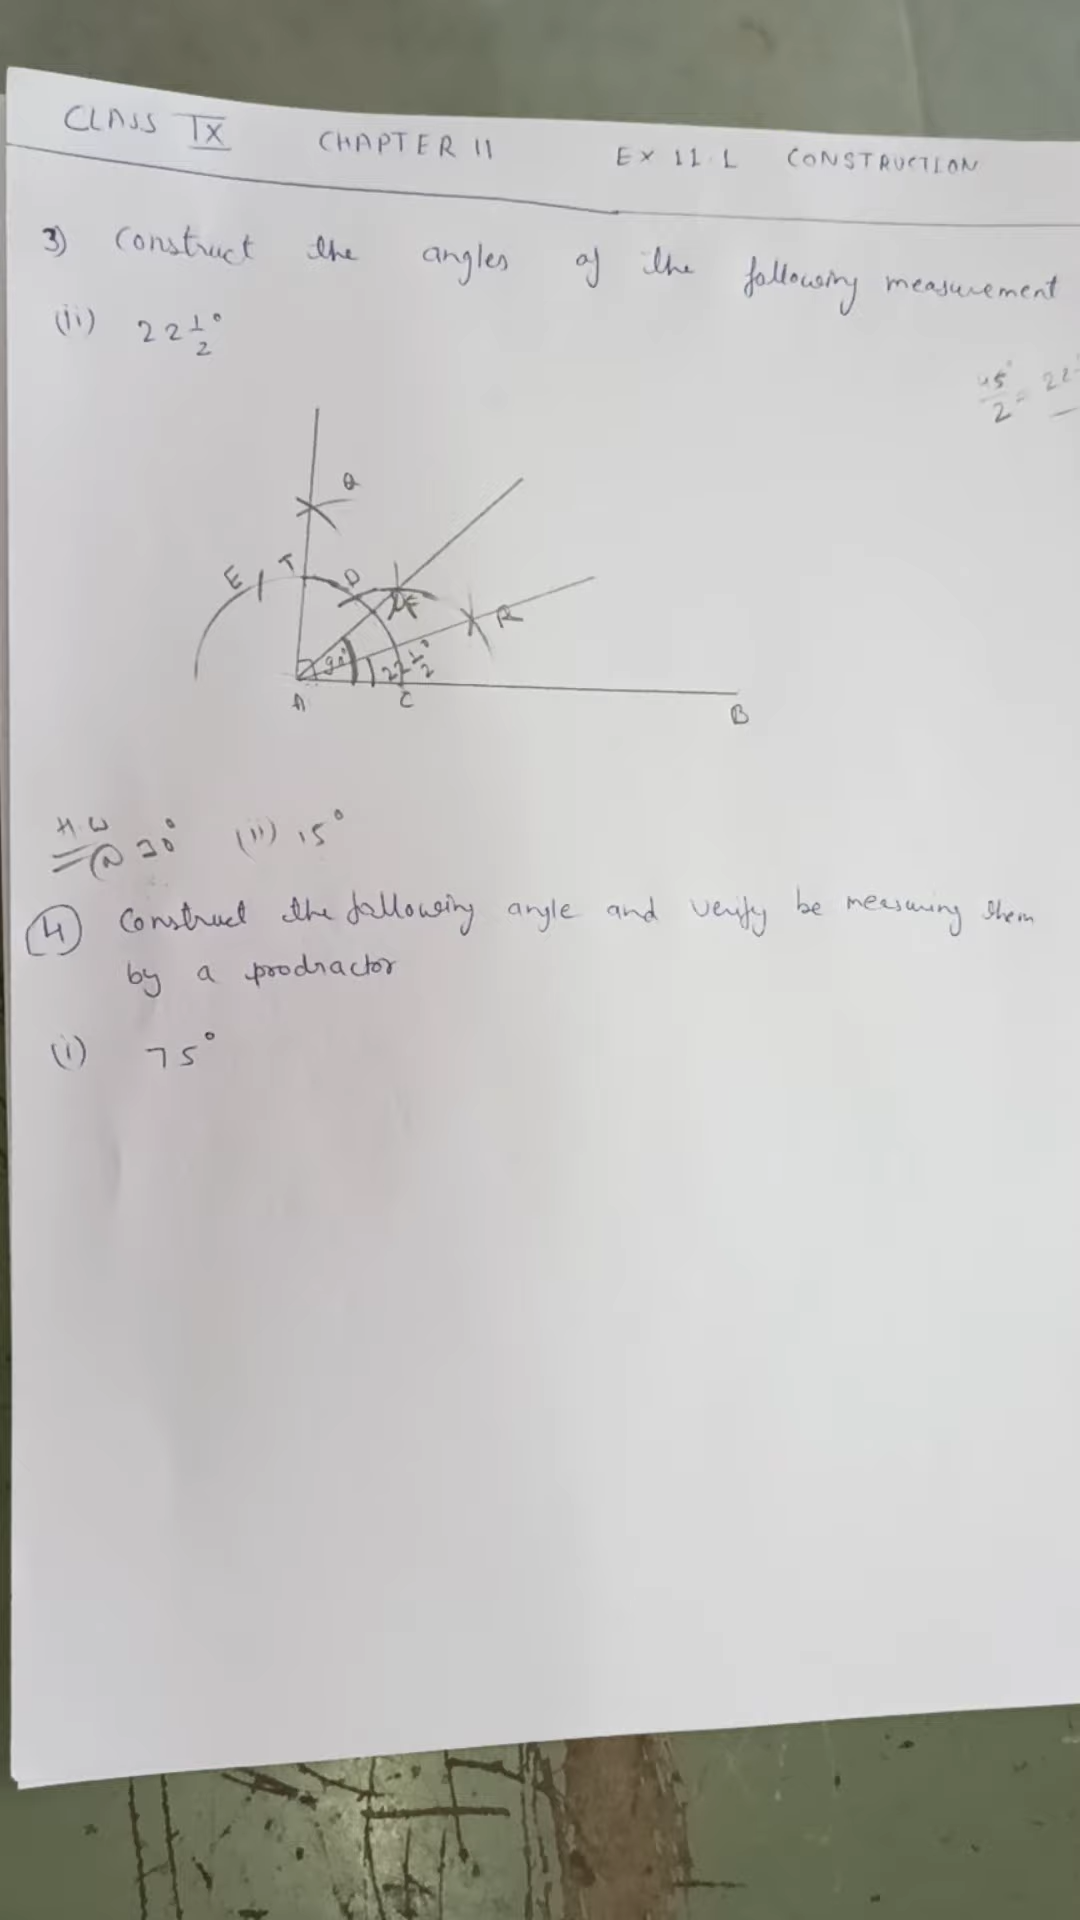 CLASS IX CHAPTER 11 EX 11.1 CONSTRUCTION
3) Construct the angles of the following measurement
(ii) 22 1/2°
45°/2 = 22
Q
E T D F R
90° 22 1/2°
A C B
H.W 30° (ii) 15°
4 Construct the following angle and verify be measuring them
by a prodractor
(i) 75°